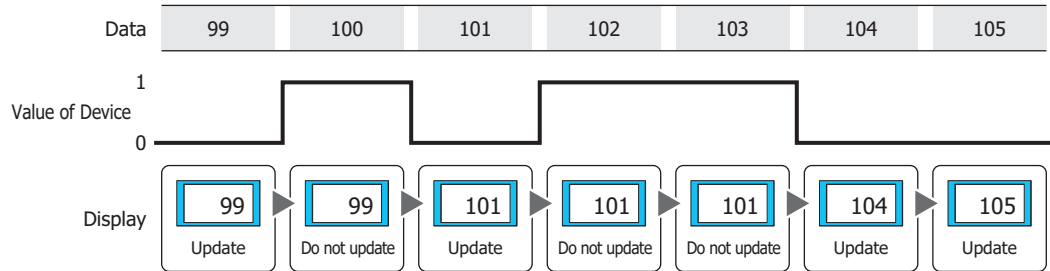 Data 99 100 101 102 103 104 105
1
Value of Device
0
Display 99 99 101 101 101 104 105
Update Do not update Update Do not update Do not update Update Update